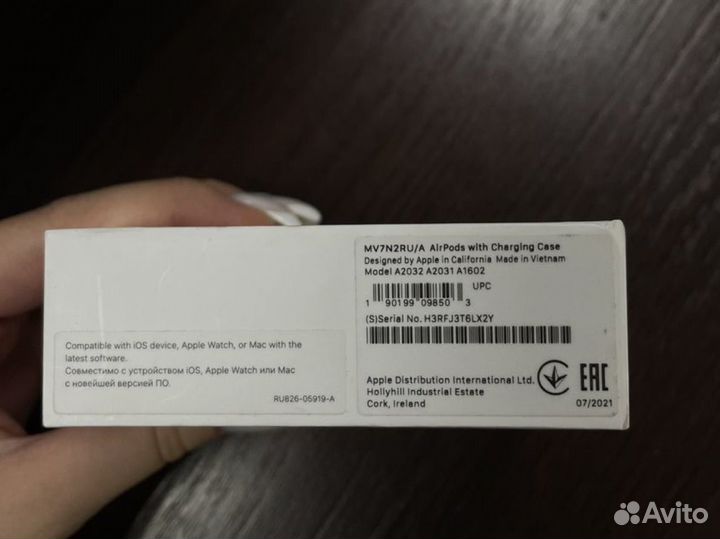 Compatible with iOS device, Apple Watch, or Mac with the
latest software.
Совместимо с устройством iOS, Apple Watch или Mac
с новейшей версией ПО.
RU826-05919-A
MV7N2RU/A AirPods with Charging Case
Designed by Apple in California Made in Vietnam
Model A2032 A2031 A1602
1 90199 09850 3
UPC
(S)Serial No. H3RFJ3T6LX2Y
Apple Distribution International Ltd.
Hollyhill Industrial Estate
Cork, Ireland
EAC
07/2021
Avito